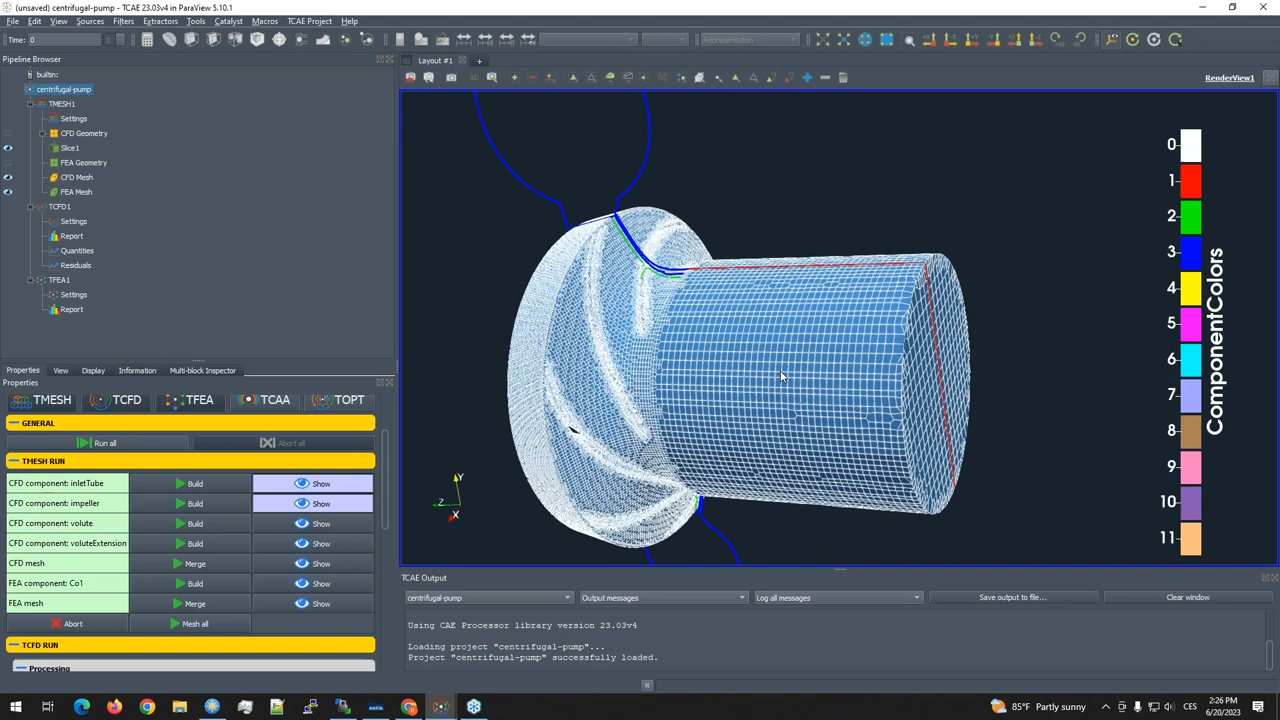 (unsaved) centrifugal-pump - TCAE 23.03v4 in ParaView 5.10.1
File Edit View Sources Filters Extractors Tools Catalyst Macros TCAE Project Help
Time: 0
Representation
Pipeline Browser
Layout #1
builtin:
RenderView1
centrifugal-pump
TMESH1
Settings
CFD Geometry
Slice1
FEA Geometry
CFD Mesh
FEA Mesh
TCFD1
Settings
Report
Quantities
Residuals
TFEA1
Settings
Report
0
1
2
3
4
5
6
7
8
9
10
11
ComponentColors
Y
Z
X
Properties View Display Information Multi-block Inspector
Properties
TMESH TCFD TFEA TCAA TOPT
GENERAL
Run all Abort all
TMESH RUN
CFD component: inletTube Build Show
CFD component: impeller Build Show
CFD component: volute Build Show
CFD component: voluteExtension Build Show
CFD mesh Merge Show
FEA component: Co1 Build Show
FEA mesh Merge Show
Abort Mesh all
TCFD RUN
Processing
TCAE Output
centrifugal-pump Output messages Log all messages Save output to file... Clear window
Using CAE Processor library version 23.03v4
Loading project "centrifugal-pump"...
Project "centrifugal-pump" successfully loaded.
85°F Partly sunny CES 2:26 PM
6/20/2023